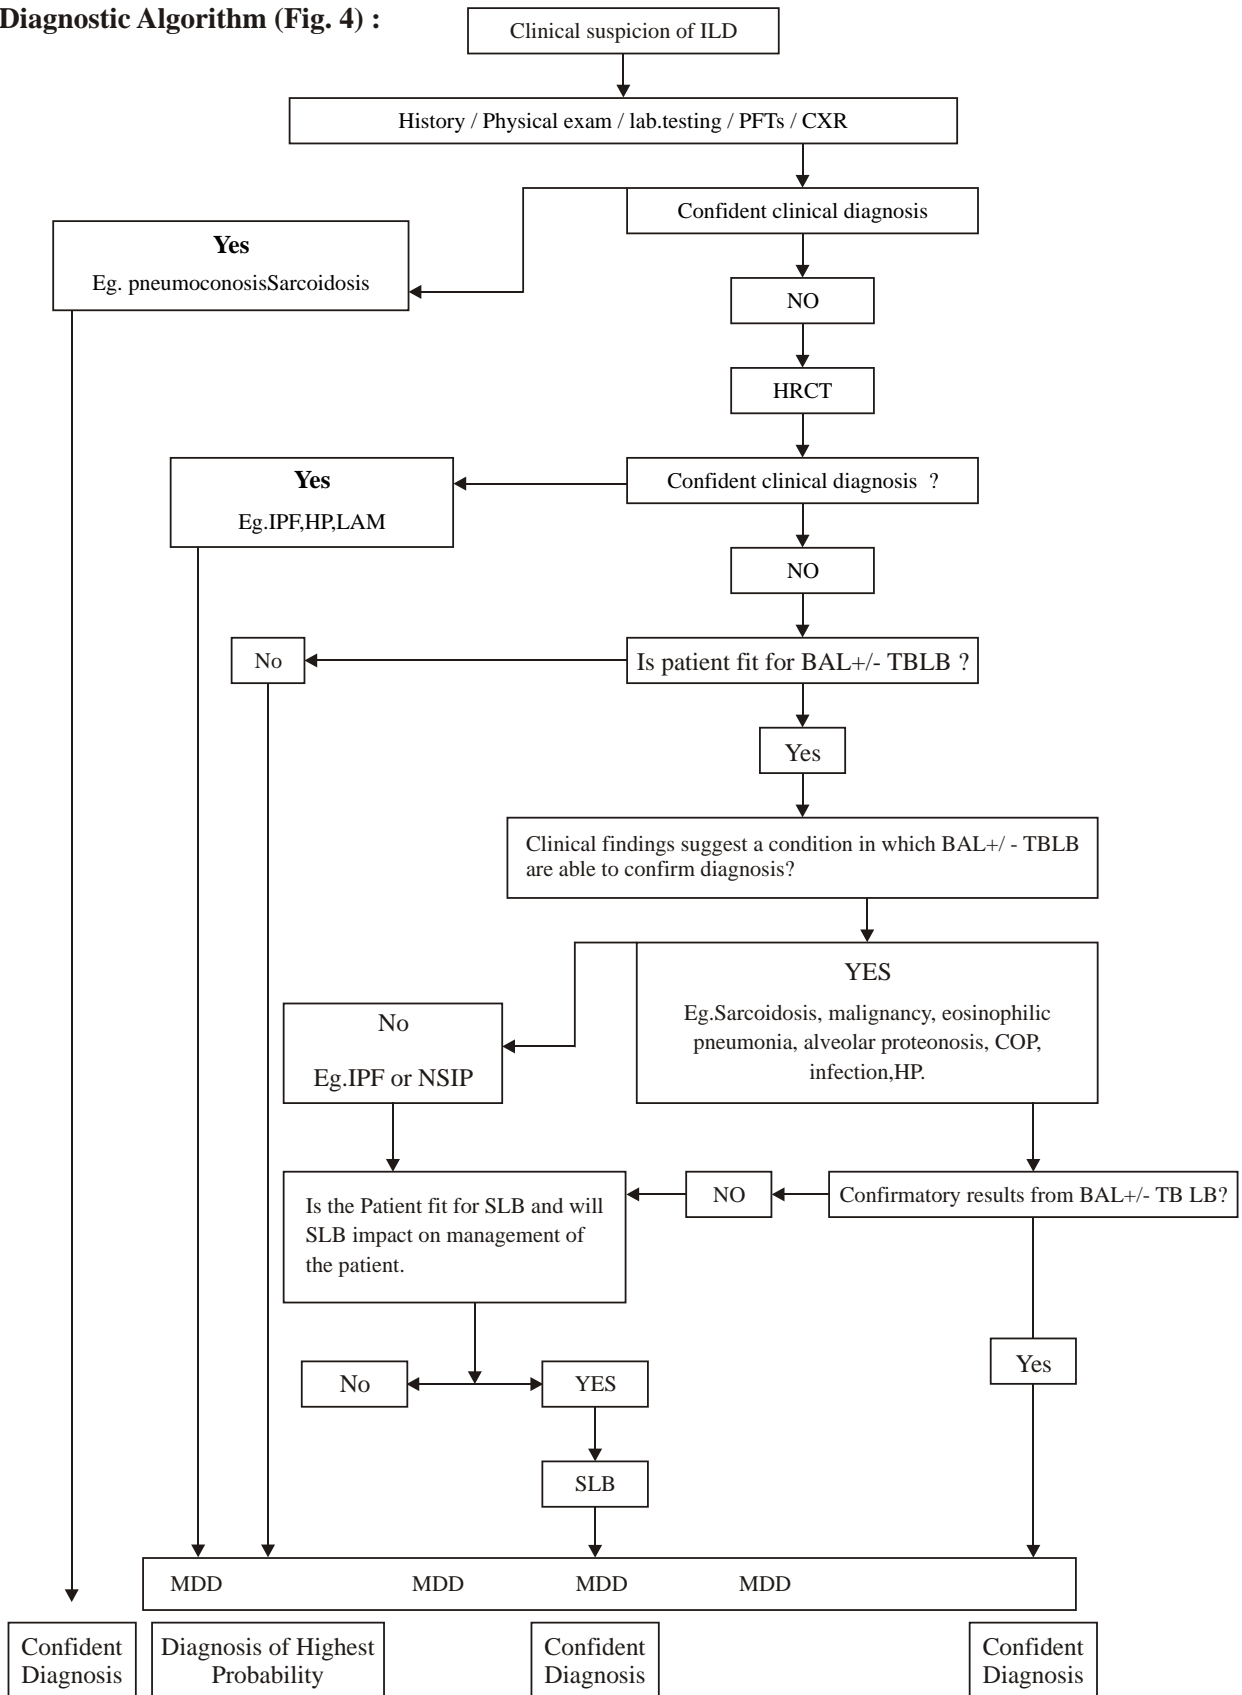 Diagnostic Algorithm (Fig. 4) :
Clinical suspicion of ILD
History / Physical exam / lab.testing / PFTs / CXR
Confident clinical diagnosis
Yes
Eg. pneumoconosisSarcoidosis
NO
HRCT
Confident clinical diagnosis ?
Yes
Eg.IPF,HP,LAM
NO
Is patient fit for BAL+/- TBLB ?
No
Yes
Clinical findings suggest a condition in which BAL+/ - TBLB
are able to confirm diagnosis?
YES
Eg.Sarcoidosis, malignancy, eosinophilic
pneumonia, alveolar proteonosis, COP,
infection,HP.
No
Eg.IPF or NSIP
Is the Patient fit for SLB and will
SLB impact on management of
the patient.
NO
Confirmatory results from BAL+/- TB LB?
No
YES
Yes
SLB
MDD MDD MDD MDD
Confident
Diagnosis
Diagnosis of Highest
Probability
Confident
Diagnosis
Confident
Diagnosis